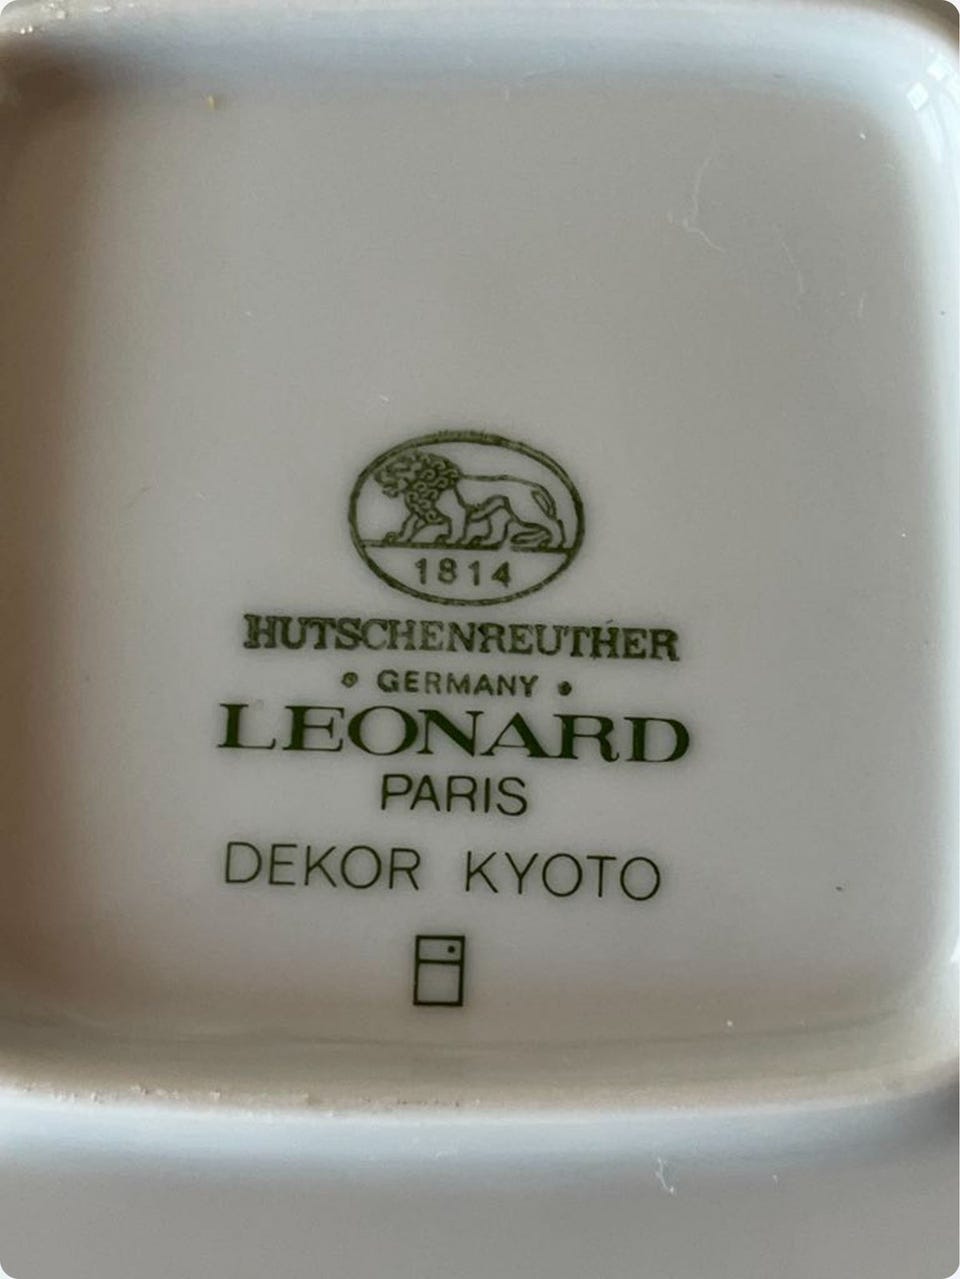 1814
HUTSCHENREUTHER
GERMANY
LEONARD
PARIS
DEKOR KYOTO